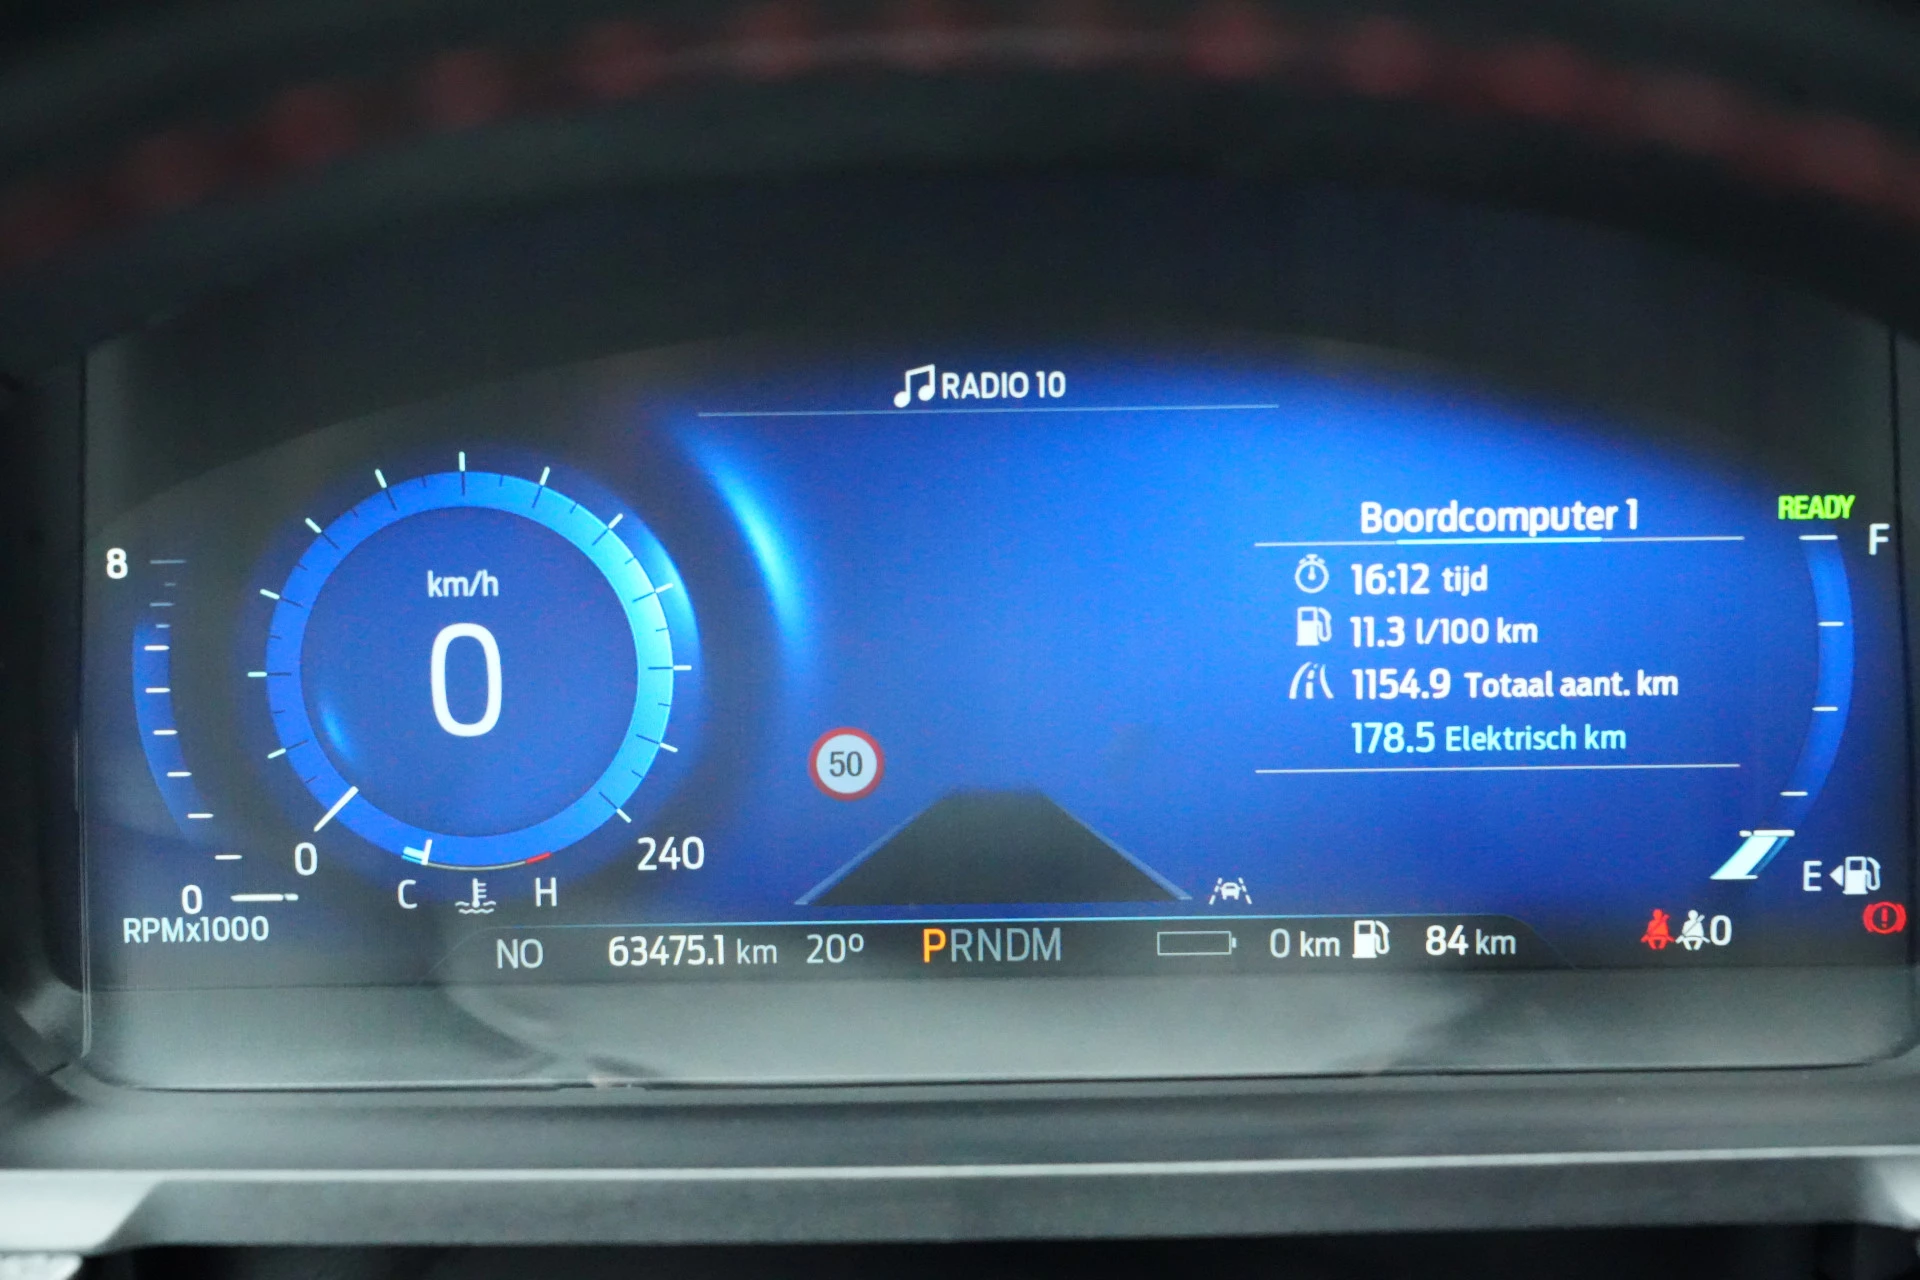 RADIO 10
Boordcomputer 1
READY
F
16:12 tijd
11.3 l/100 km
1154.9 Totaal aant. km
178.5 Elektrisch km
8
km/h
0
50
0
240
C
H
0
RPMx1000
E
NO
63475.1 km
20º
PRNDM
0 km
84 km
0